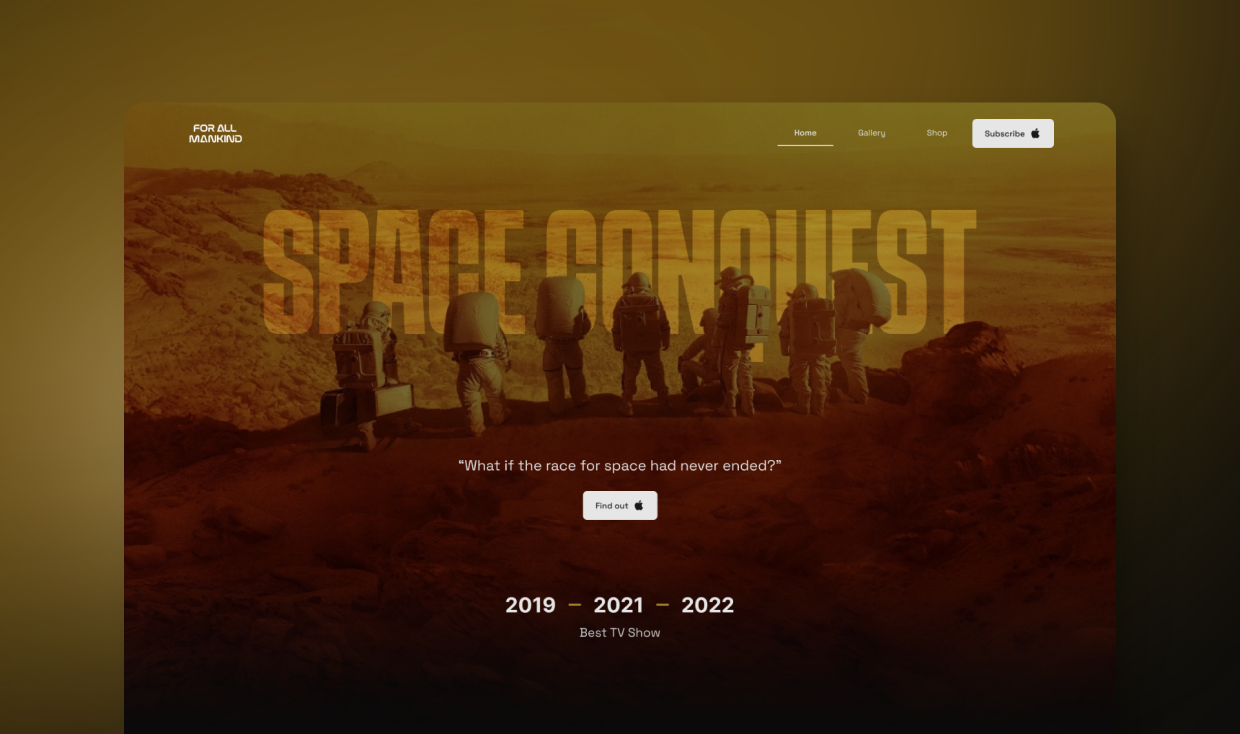 FOR ALL
MANKIND
Home Gallery Shop Subscribe
SPACE CONQUEST
“What if the race for space had never ended?”
Find out
2019 – 2021 – 2022
Best TV Show